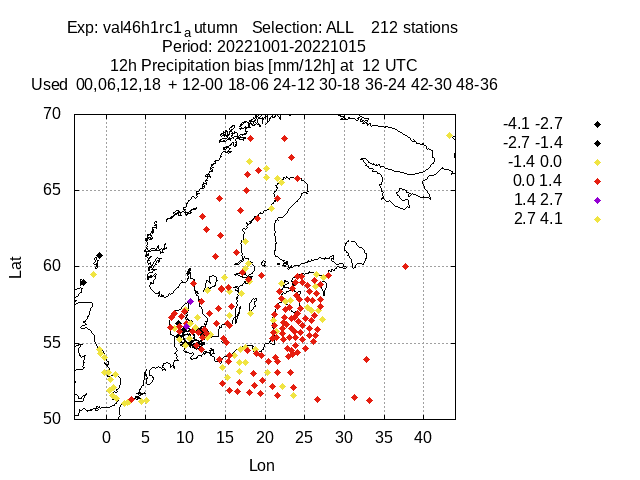 Exp: val46h1rc1autumn   Selection: ALL    212 stations
Period: 20221001-20221015
12h Precipitation bias [mm/12h] at  12 UTC
Used  00,06,12,18  + 12-00  18-06  24-12  30-18  36-24  42-30  48-36
70
65
60
55
50
Lat
0 5 10 15 20 25 30 35 40
Lon
-4.1 -2.7
-2.7 -1.4
-1.4 0.0
0.0 1.4
1.4 2.7
2.7 4.1